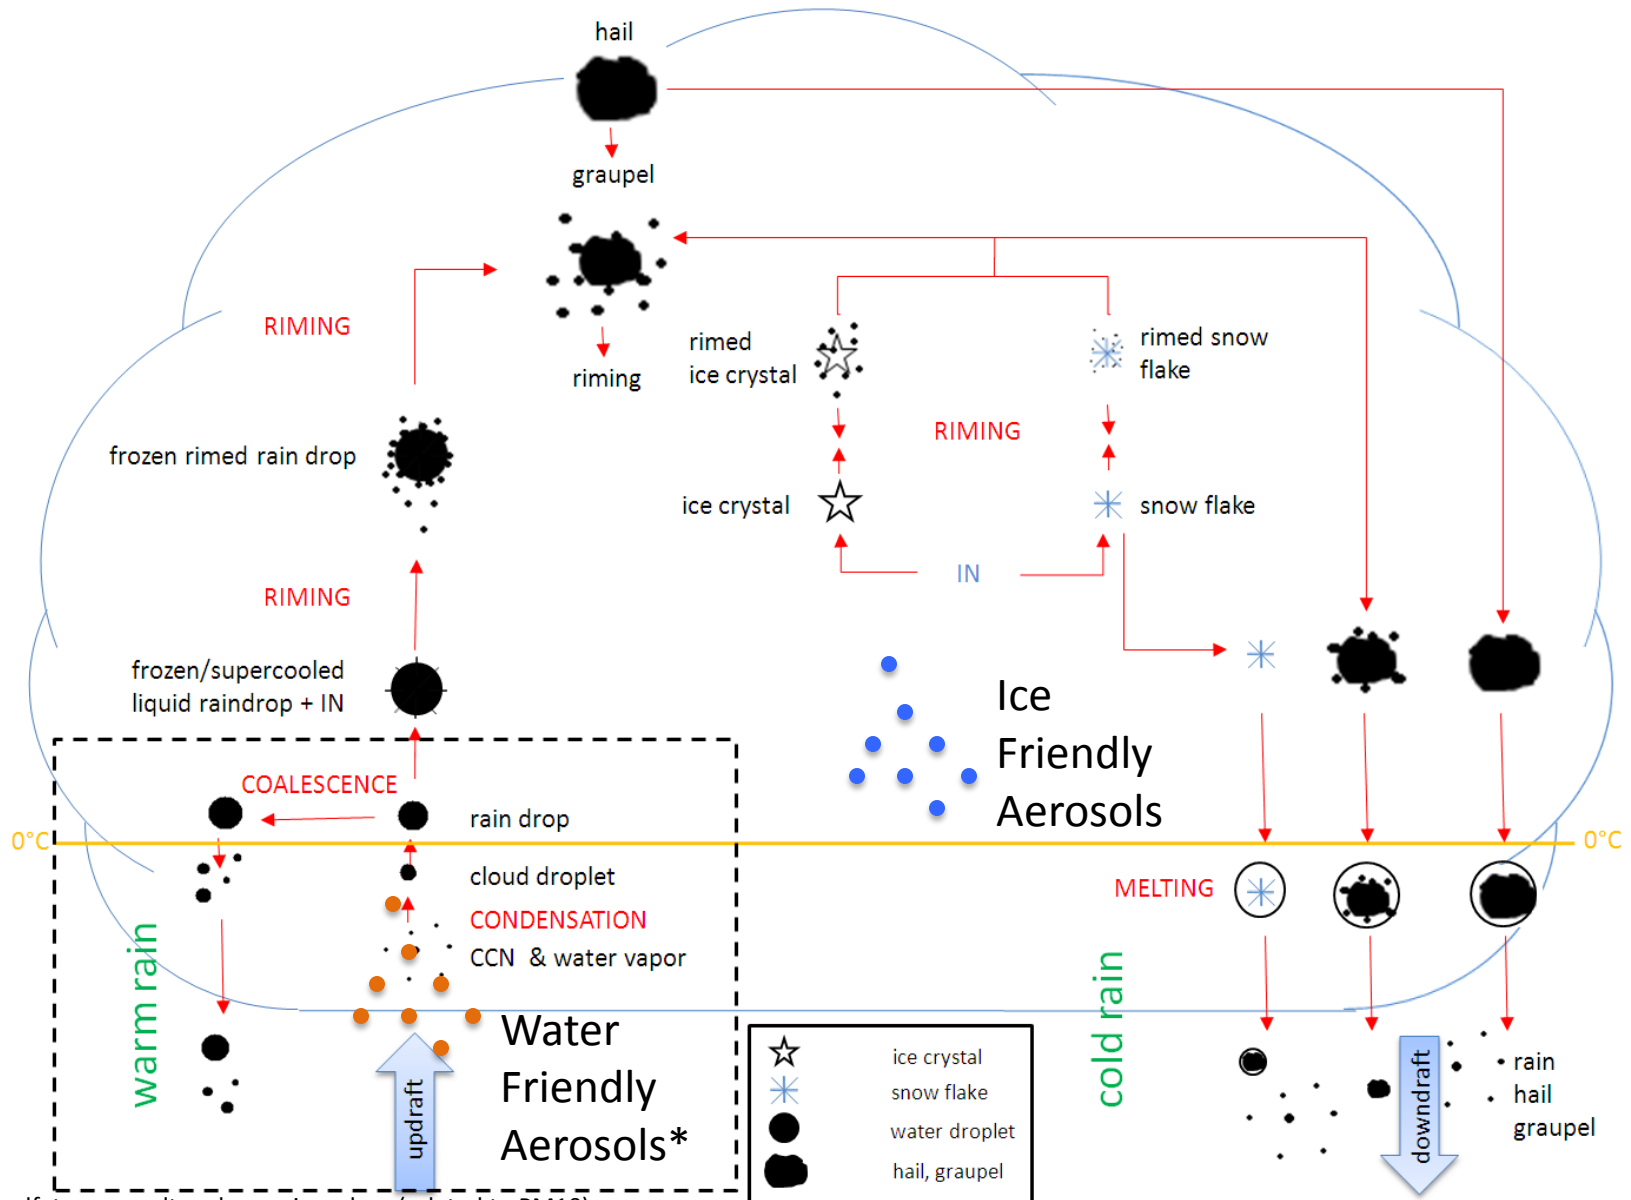 hail
graupel
RIMING
riming
rimed
ice crystal
rimed snow
flake
RIMING
frozen rimed rain drop
ice crystal
snow flake
IN
RIMING
frozen/supercooled
liquid raindrop + IN
Ice
Friendly
Aerosols
COALESCENCE
rain drop
0°C
0°C
cloud droplet
MELTING
CONDENSATION
CCN & water vapor
warm rain
cold rain
Water
Friendly
Aerosols*
updraft
ice crystal
snow flake
water droplet
hail, graupel
downdraft
rain
hail
graupel